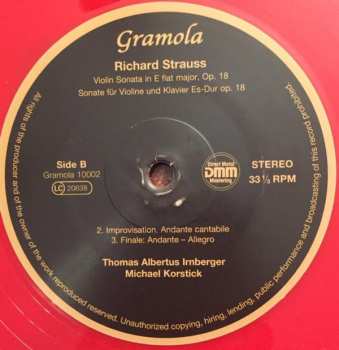 Gramola
Richard Strauss
Violin Sonata in E flat major, Op. 18
Sonate für Violine und Klavier Es-Dur op. 18
Side B
Gramola 10002
LC 20638
Direct Metal
DMM
Mastering
STEREO
33 ⅓ RPM
2. Improvisation. Andante cantabile
3. Finale: Andante – Allegro
Thomas Albertus Irnberger
Michael Korstick
All rights of the producer and of the owner of the work reproduced reserved. Unauthorized copying, hiring, lending, public performance and broadcasting of this record prohibited.